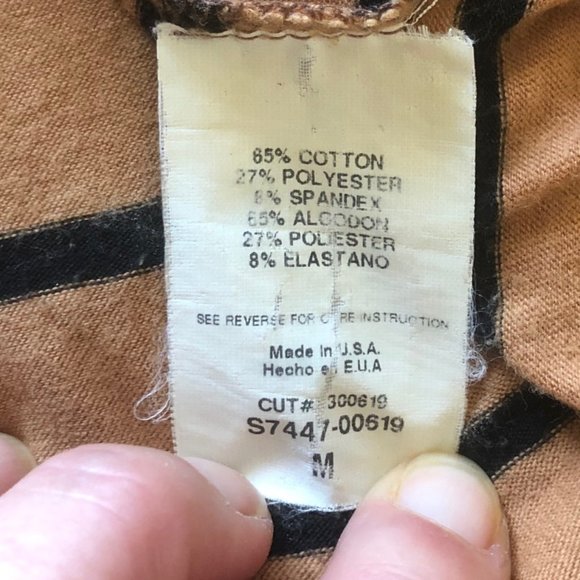 65% COTTON
27% POLYESTER
8% SPANDEX
65% ALGODON
27% POLIESTER
8% ELASTANO
SEE REVERSE FOR CARE INSTRUCTION
Made in U.S.A.
Hecho en E.U.A
CUT# 300619
S7447-00619
M